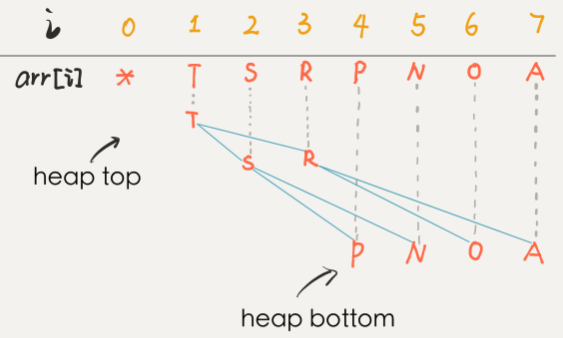 i 0 1 2 3 4 5 6 7
arr[i] * T S R P N O A
T
heap top
S R
P N O A
heap bottom